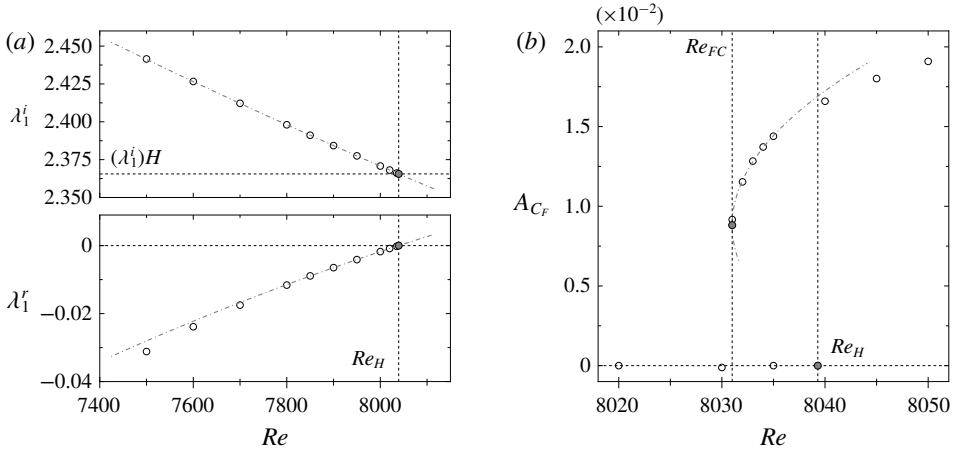 (a)
2.450
2.425
2.400
2.375
2.350
λ₁ⁱ
(λ₁ⁱ)H
0
−0.02
−0.04
λ₁ʳ
Re_H
7400 7600 7800 8000
Re
(b)
(×10⁻²)
2.0
1.5
1.0
0.5
0
A_{C_F}
Re_{FC}
Re_H
8020 8030 8040 8050
Re